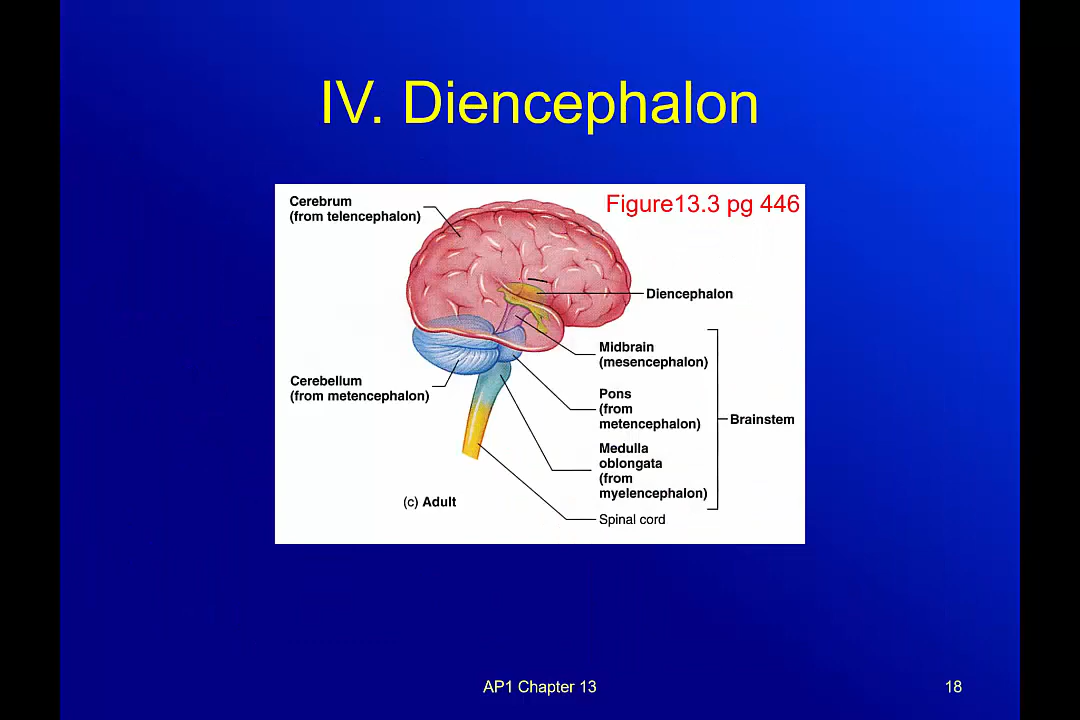 IV. Diencephalon
Cerebrum
(from telencephalon)
Figure13.3 pg 446
Diencephalon
Midbrain
(mesencephalon)
Cerebellum
(from metencephalon)
Pons
(from
metencephalon)
Brainstem
Medulla
oblongata
(from
myelencephalon)
(c) Adult
Spinal cord
AP1 Chapter 13
18